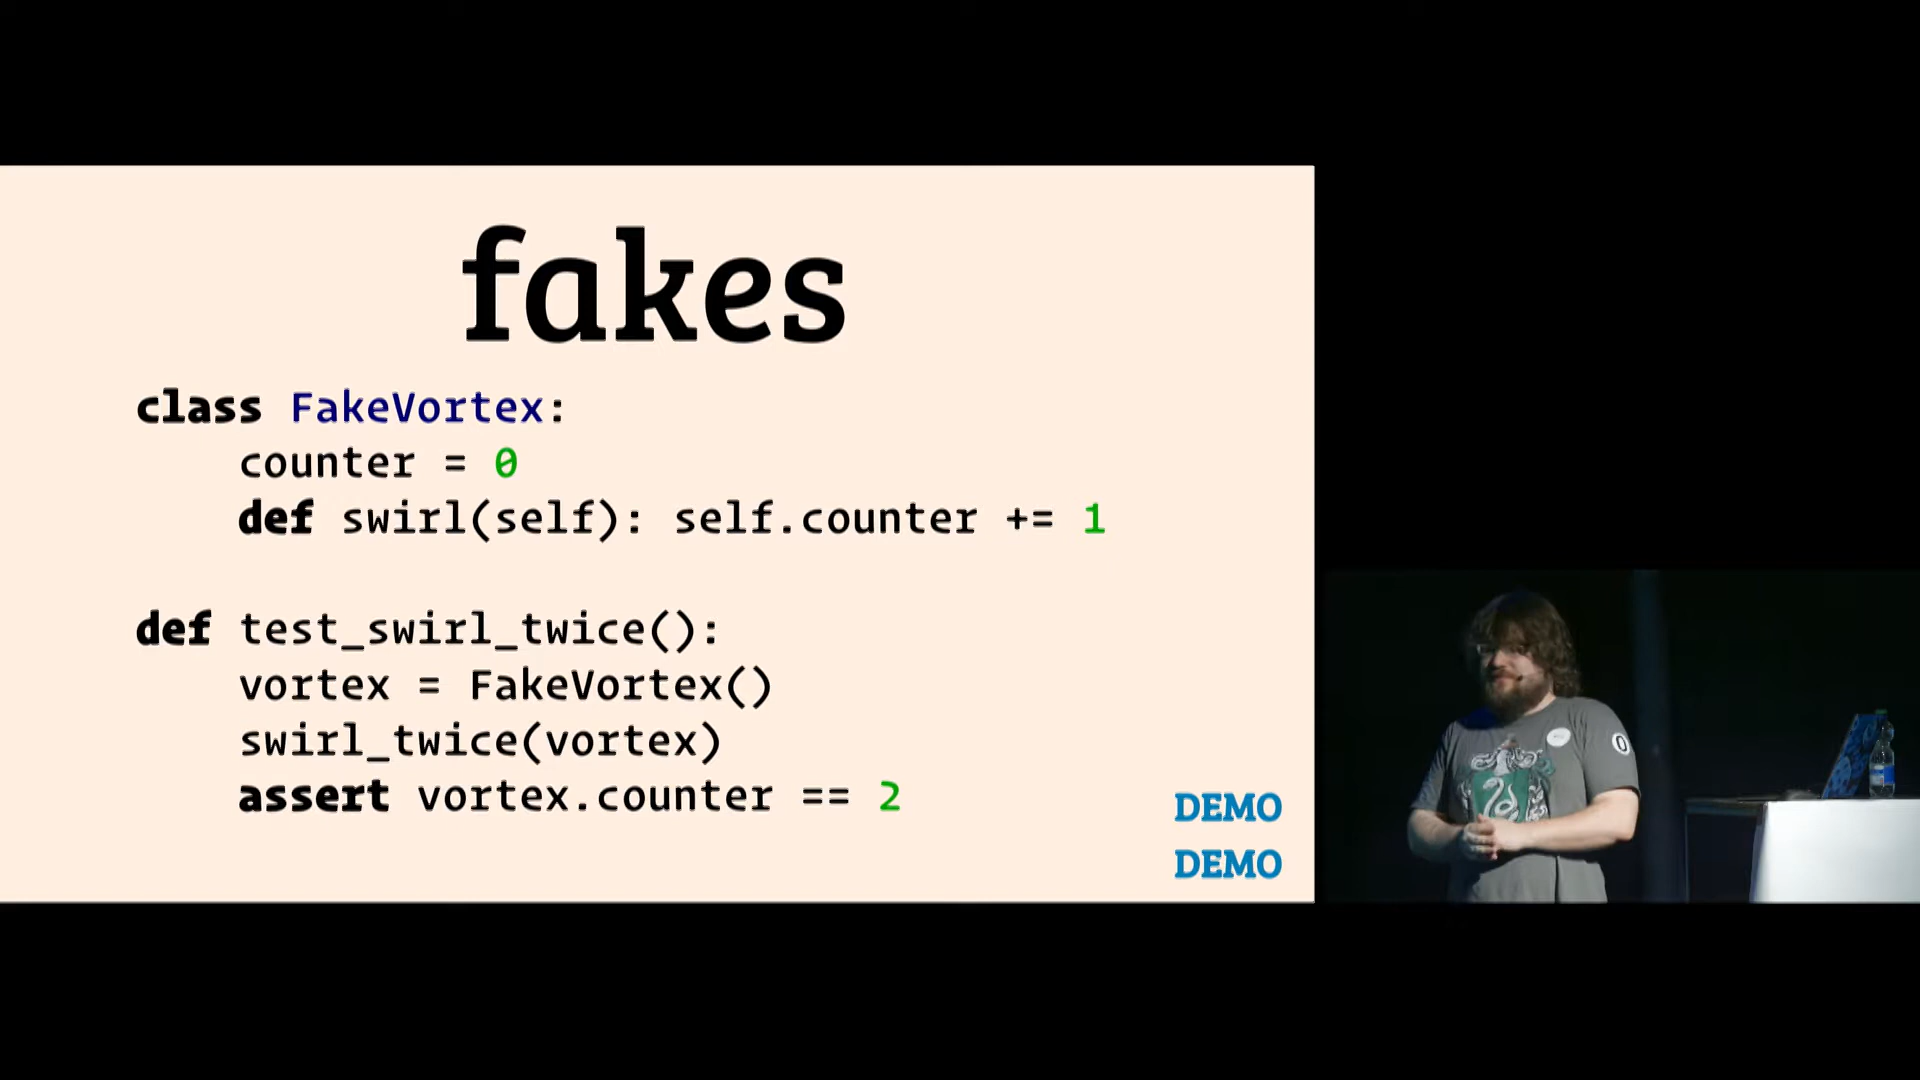 fakes
class FakeVortex:
    counter = 0
    def swirl(self): self.counter += 1
def test_swirl_twice():
    vortex = FakeVortex()
    swirl_twice(vortex)
    assert vortex.counter == 2
DEMO
DEMO